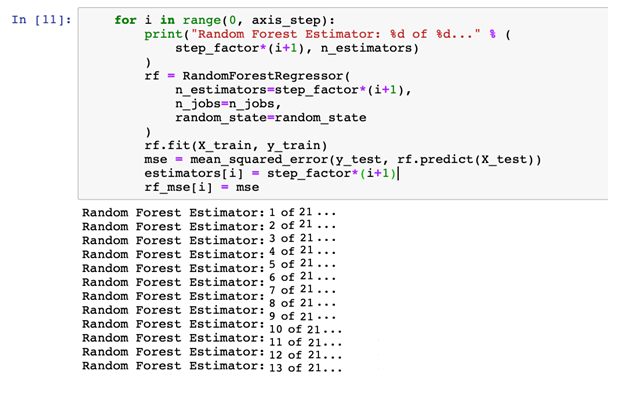 In [11]: for i in range(0, axis_step):
print("Random Forest Estimator: %d of %d..." % (
step_factor*(i+1), n_estimators)
)
rf = RandomForestRegressor(
n_estimators=step_factor*(i+1),
n_jobs=n_jobs,
random_state=random_state
)
rf.fit(X_train, y_train)
mse = mean_squared_error(y_test, rf.predict(X_test))
estimators[i] = step_factor*(i+1)
rf_mse[i] = mse
Random Forest Estimator: 1 of 21...
Random Forest Estimator: 2 of 21...
Random Forest Estimator: 3 of 21...
Random Forest Estimator: 4 of 21...
Random Forest Estimator: 5 of 21...
Random Forest Estimator: 6 of 21...
Random Forest Estimator: 7 of 21...
Random Forest Estimator: 8 of 21...
Random Forest Estimator: 9 of 21...
Random Forest Estimator: 10 of 21...
Random Forest Estimator: 11 of 21...
Random Forest Estimator: 12 of 21...
Random Forest Estimator: 13 of 21...